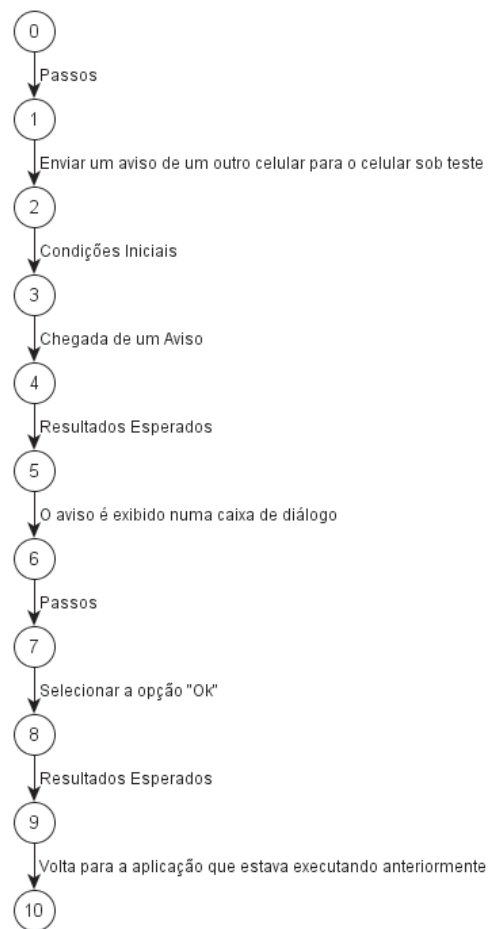 0
Passos
1
Enviar um aviso de um outro celular para o celular sob teste
2
Condições Iniciais
3
Chegada de um Aviso
4
Resultados Esperados
5
O aviso é exibido numa caixa de diálogo
6
Passos
7
Selecionar a opção "Ok"
8
Resultados Esperados
9
Volta para a aplicação que estava executando anteriormente
10